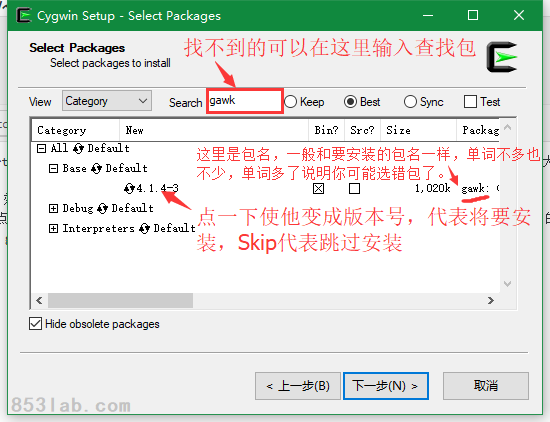 Cygwin Setup - Select Packages
Select Packages
Select packages to install
找不到的可以在这里输入查找包
View
Category
Search
gawk
Keep
Best
Sync
Test
Category
New
Bin?
Src?
Size
Packag
All Default
Base Default
4.1.4-3
1,020k
gawk:
Debug Default
Interpreters Default
这里是包名，一般和要安装的包名一样，单词不多也
不少，单词多了说明你可能选错包了。
点一下使他变成版本号，代表将要安
装，Skip代表跳过安装
Hide obsolete packages
< 上一步(B)
下一步(N) >
取消
853lab.com